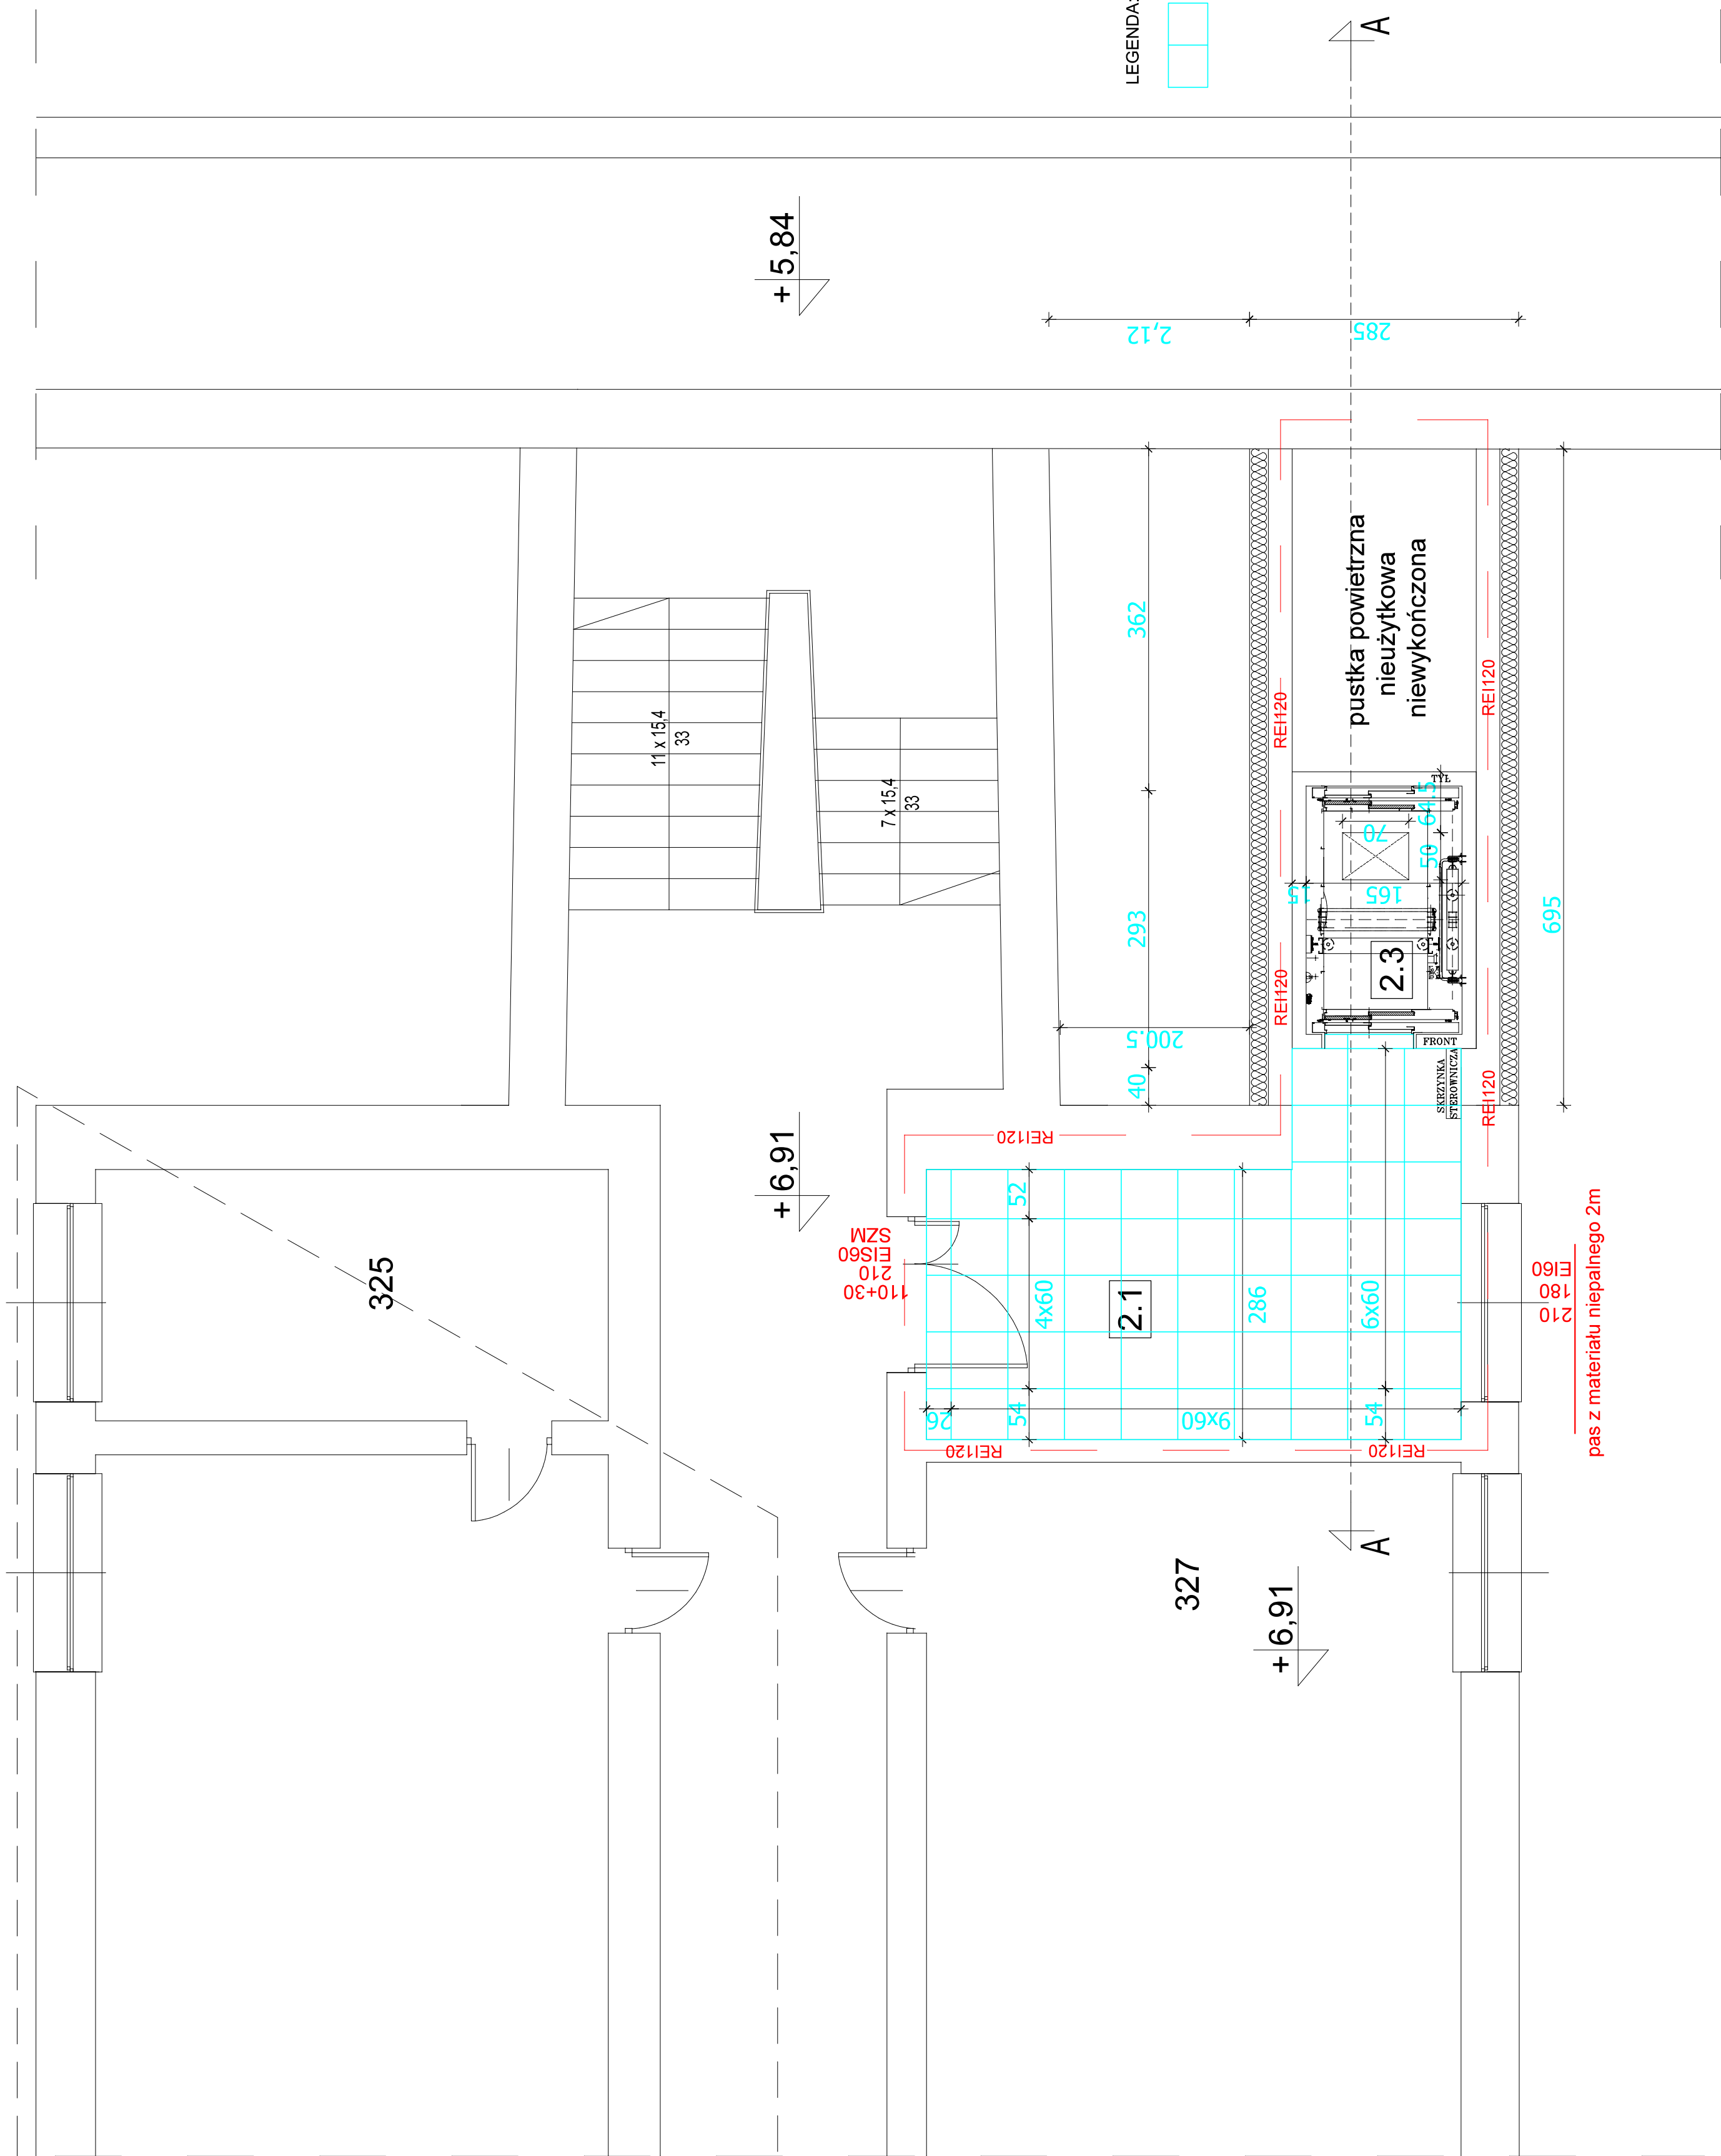 LEGENDA:
A
+ 5,84
2,12
285
362
293
200.5
40
11 x 15,4
33
7 x 15,4
33
pustka powietrzna
nieużytkowa
niewykończona
REI120
REI120
REI120
REI120
TYŁ
64.5
70
50
15
165
2.3
FRONT
SKRZYNKA
STEROWNICZA
695
REI120
+ 6,91
325
110+30
210
EIS60
SZM
52
4x60
54
2.1
286
6x60
54
26
9x60
REI120
REI120
210
180
EI60
pas z materiału niepalnego 2m
A
327
+ 6,91